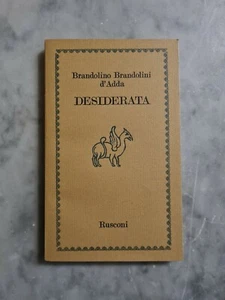 Brandolino Brandolini
d'Adda
DESIDERATA
Rusconi